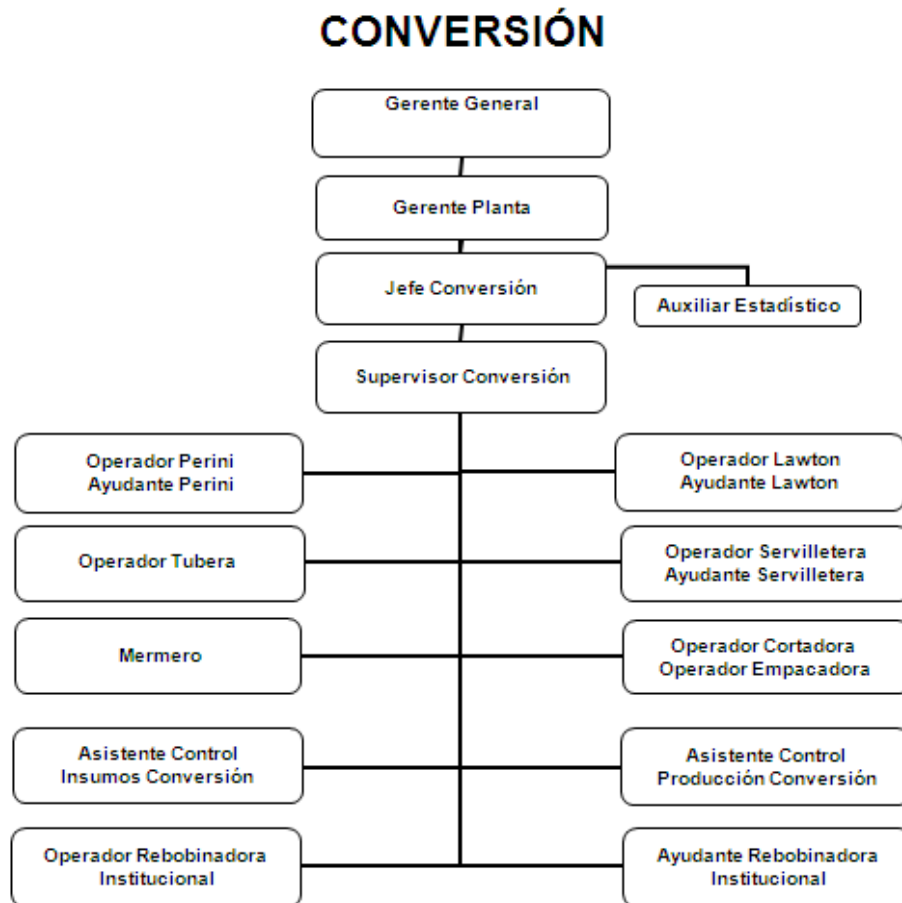 CONVERSIÓN
Gerente General
Gerente Planta
Jefe Conversión
Auxiliar Estadístico
Supervisor Conversión
Operador Perini
Ayudante Perini
Operador Lawton
Ayudante Lawton
Operador Tubera
Operador Servilletera
Ayudante Servilletera
Mermero
Operador Cortadora
Operador Empacadora
Asistente Control
Insumos Conversión
Asistente Control
Producción Conversión
Operador Rebobinadora
Institucional
Ayudante Rebobinadora
Institucional